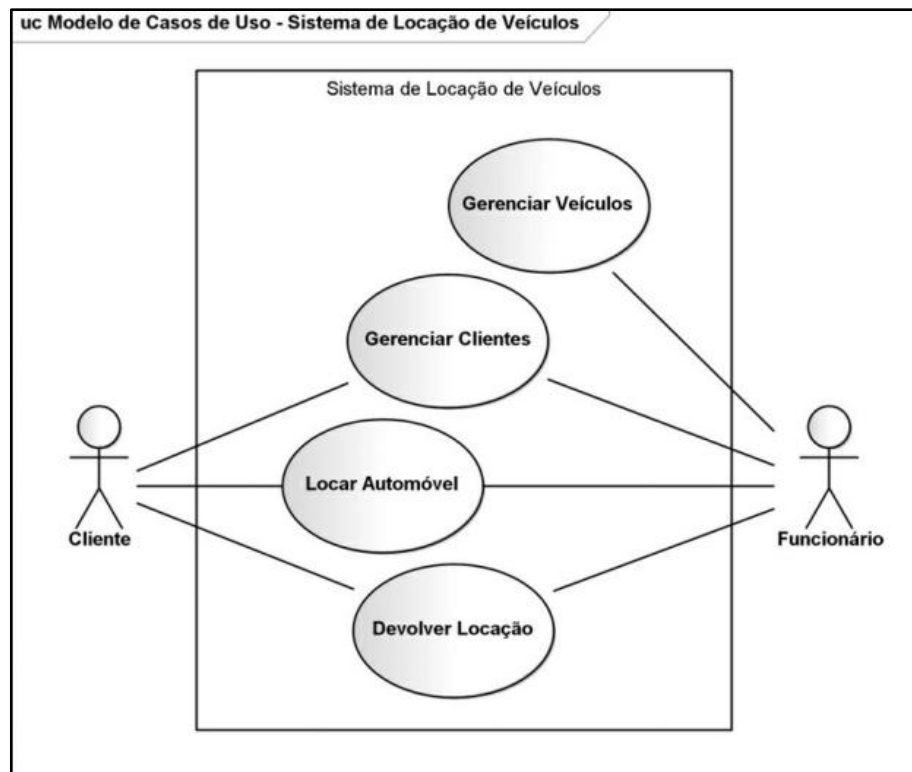 uc Modelo de Casos de Uso - Sistema de Locação de Veículos
Sistema de Locação de Veículos
Gerenciar Veículos
Gerenciar Clientes
Locar Automóvel
Cliente
Funcionário
Devolver Locação